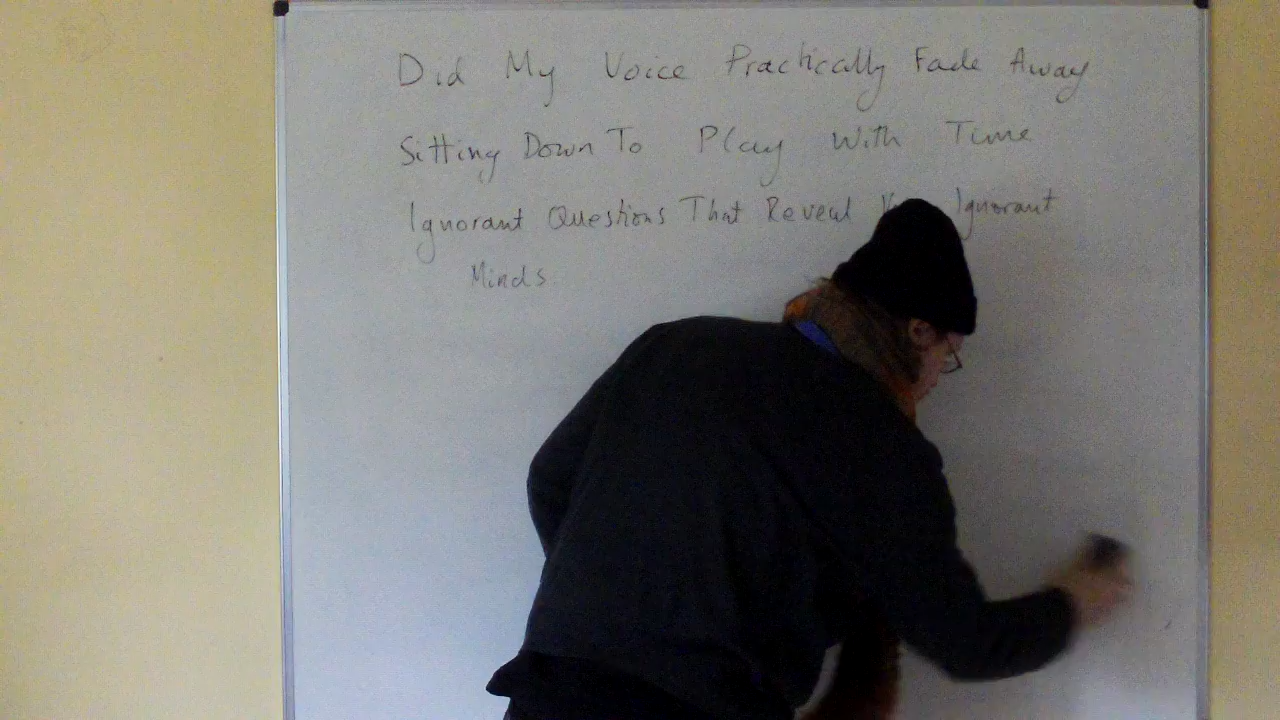 Did My Voice Practically Fade Away
Sitting Down To Play With Time
Ignorant Questions That Reveal Ignorant
Minds